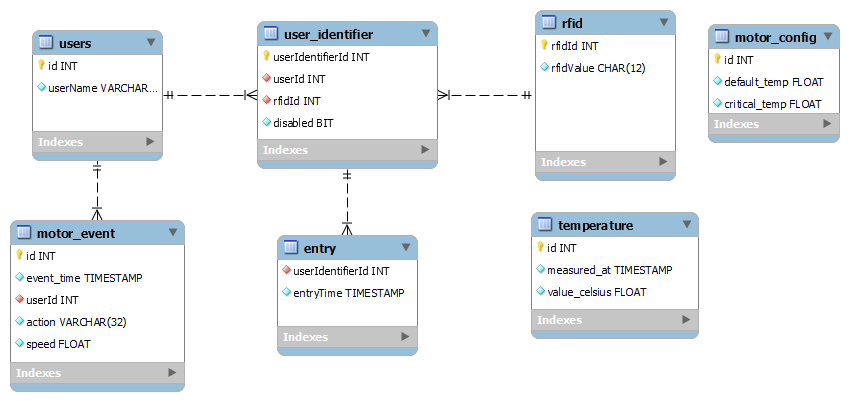 users
id INT
userName VARCHAR...
Indexes
user_identifier
userIdentifierId INT
userId INT
rfidId INT
disabled BIT
Indexes
rfid
rfidId INT
rfidValue CHAR(12)
Indexes
motor_config
id INT
default_temp FLOAT
critical_temp FLOAT
Indexes
motor_event
id INT
event_time TIMESTAMP
userId INT
action VARCHAR(32)
speed FLOAT
Indexes
entry
userIdentifierId INT
entryTime TIMESTAMP
Indexes
temperature
id INT
measured_at TIMESTAMP
value_celsius FLOAT
Indexes